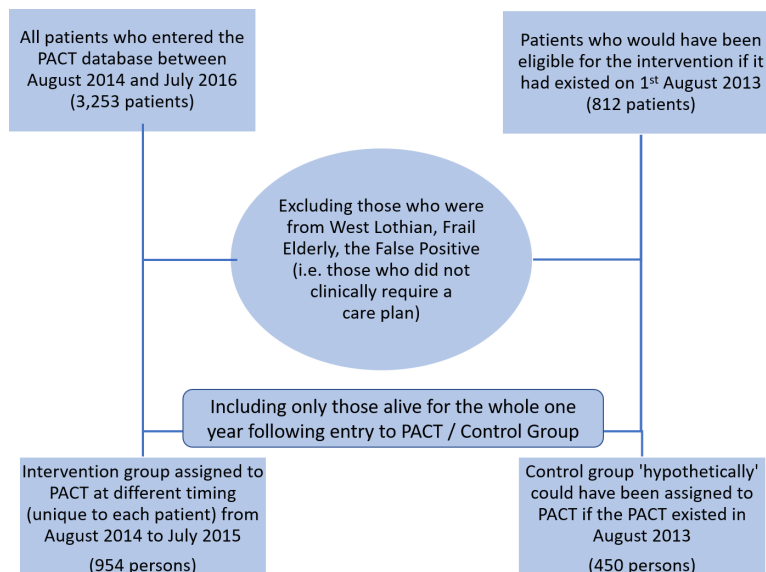 All patients who entered the
PACT database between
August 2014 and July 2016
(3,253 patients)
Patients who would have been
eligible for the intervention if it
had existed on 1st August 2013
(812 patients)
Excluding those who were
from West Lothian, Frail
Elderly, the False Positive
(i.e. those who did not
clinically require a
care plan)
Including only those alive for the whole one
year following entry to PACT / Control Group
Intervention group assigned to
PACT at different timing
(unique to each patient) from
August 2014 to July 2015
(954 persons)
Control group 'hypothetically'
could have been assigned to
PACT if the PACT existed in
August 2013
(450 persons)